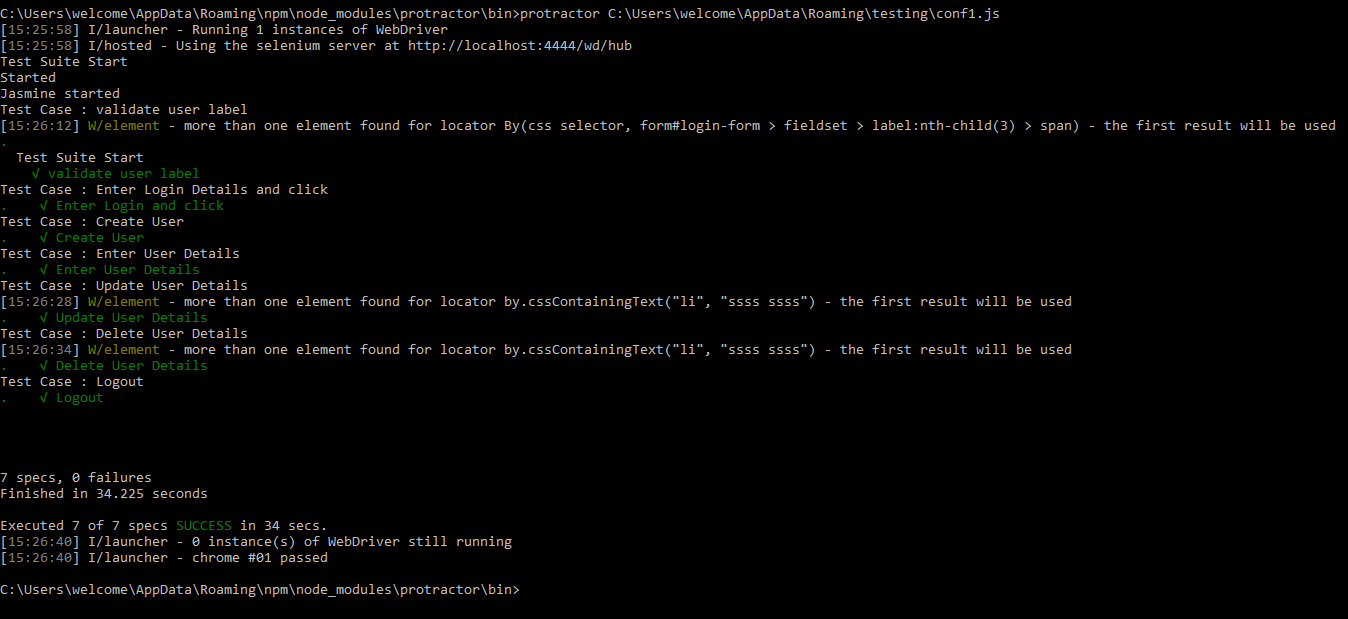 C:\Users\welcome\AppData\Roaming\npm\node_modules\protractor\bin>protractor C:\Users\welcome\AppData\Roaming\testing\conf1.js
[15:25:58] I/launcher - Running 1 instances of WebDriver
[15:25:58] I/hosted - Using the selenium server at http://localhost:4444/wd/hub
Test Suite Start
Started
Jasmine started
Test Case : validate user label
[15:26:12] W/element - more than one element found for locator By(css selector, form#login-form > fieldset > label:nth-child(3) > span) - the first result will be used
.
  Test Suite Start
    √ validate user label
Test Case : Enter Login Details and click
.    √ Enter Login and click
Test Case : Create User
.    √ Create User
Test Case : Enter User Details
.    √ Enter User Details
Test Case : Update User Details
[15:26:28] W/element - more than one element found for locator by.cssContainingText("li", "ssss ssss") - the first result will be used
.    √ Update User Details
Test Case : Delete User Details
[15:26:34] W/element - more than one element found for locator by.cssContainingText("li", "ssss ssss") - the first result will be used
.    √ Delete User Details
Test Case : Logout
.    √ Logout
7 specs, 0 failures
Finished in 34.225 seconds
Executed 7 of 7 specs SUCCESS in 34 secs.
[15:26:40] I/launcher - 0 instance(s) of WebDriver still running
[15:26:40] I/launcher - chrome #01 passed
C:\Users\welcome\AppData\Roaming\npm\node_modules\protractor\bin>